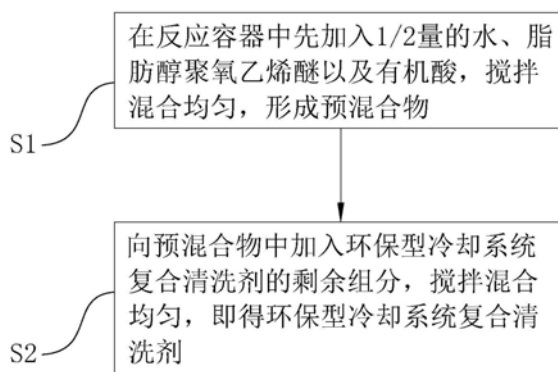 在反应容器中先加入1/2量的水、脂
肪醇聚氧乙烯醚以及有机酸，搅拌
混合均匀，形成预混合物
S1
向预混合物中加入环保型冷却系统
复合清洗剂的剩余组分，搅拌混合
均匀，即得环保型冷却系统复合清
洗剂
S2